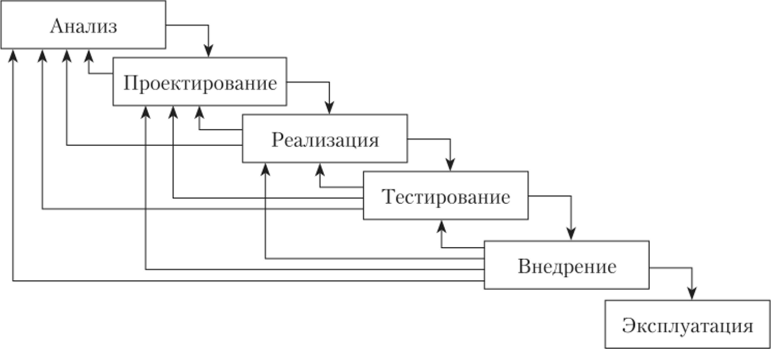 Анализ
Проектирование
Реализация
Тестирование
Внедрение
Эксплуатация